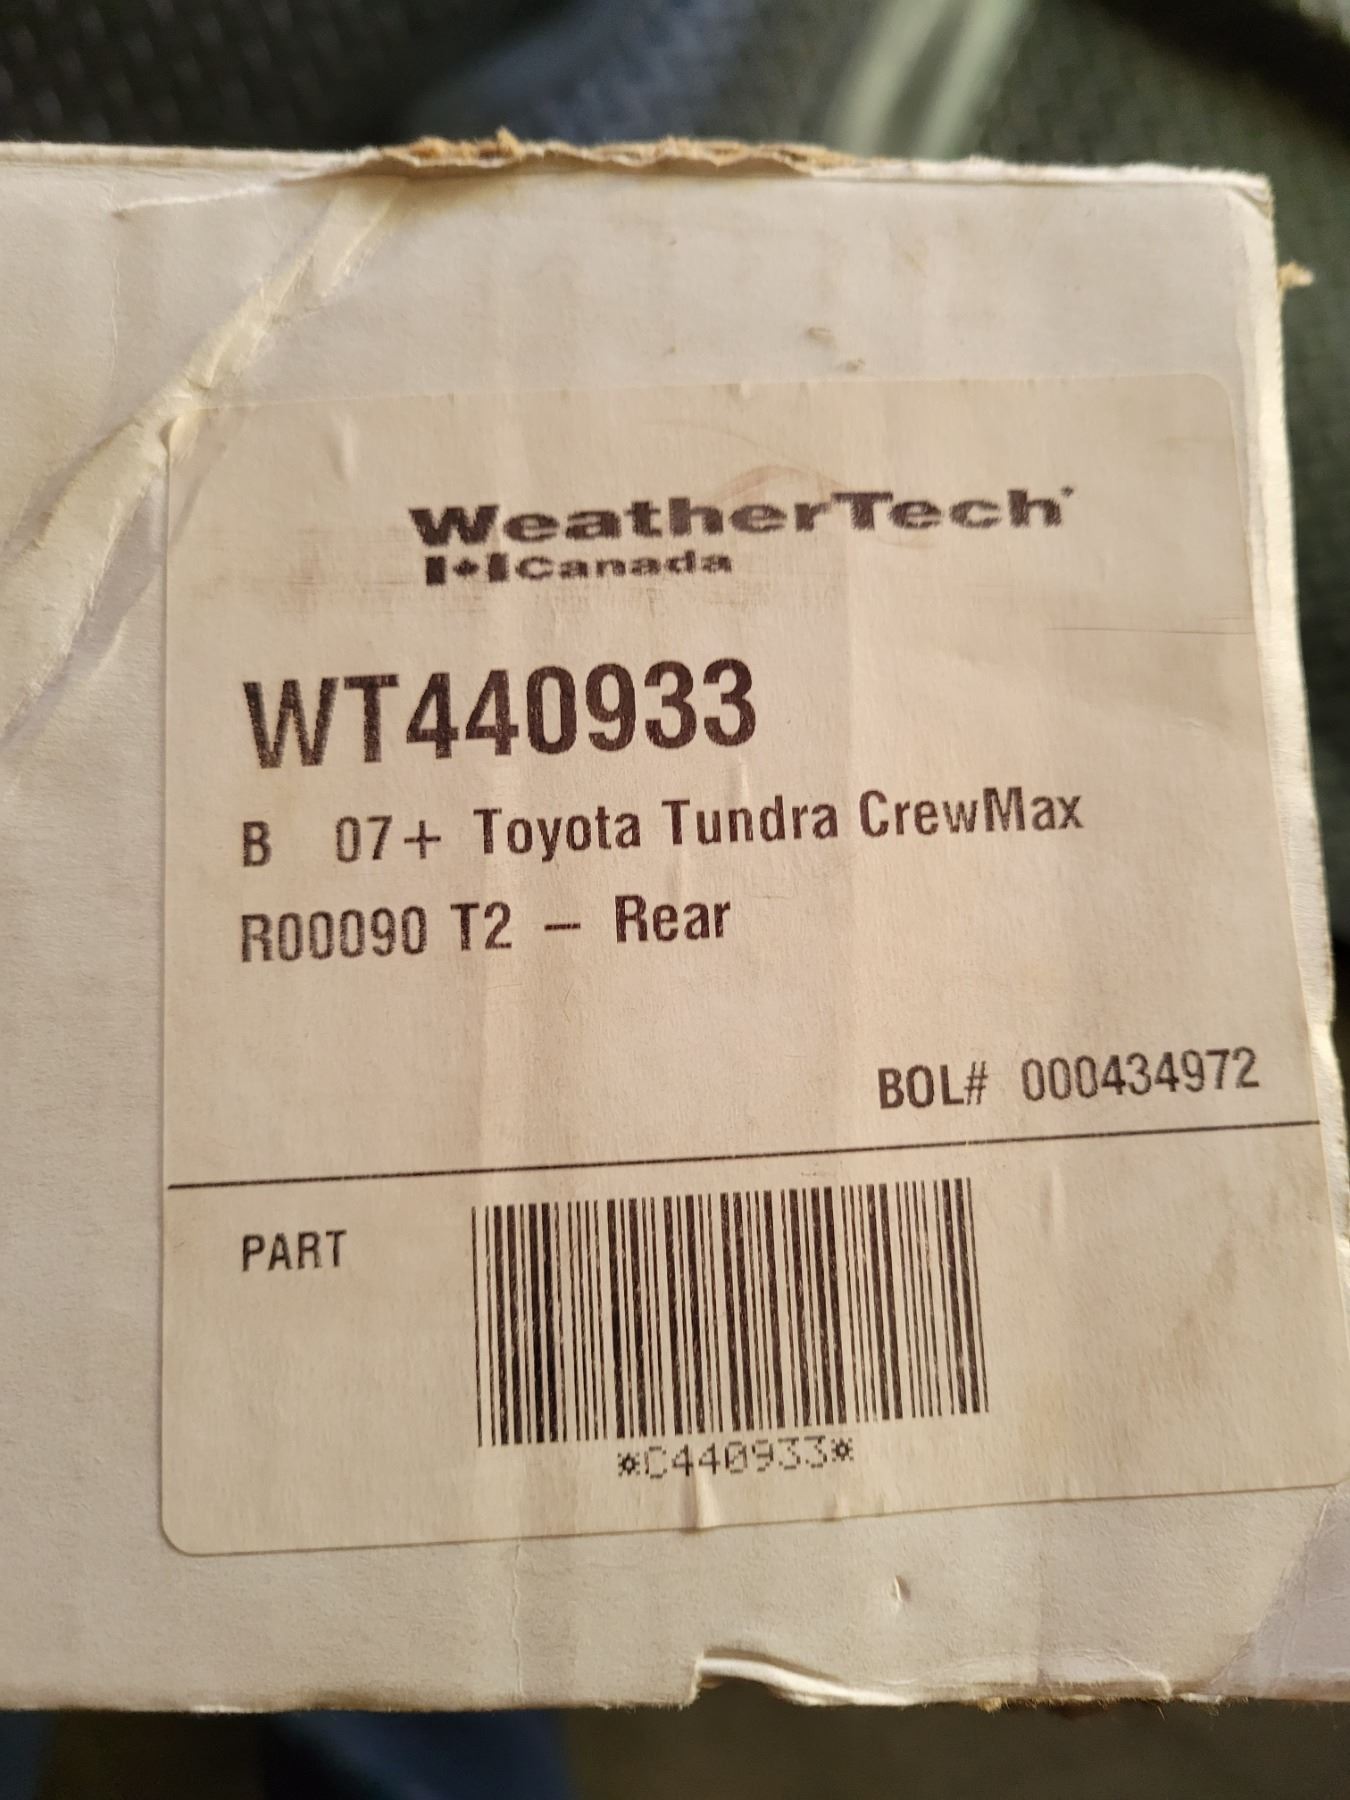 WeatherTech
Canada
WT440933
B 07+ Toyota Tundra CrewMax
R00090 T2 – Rear
BOL# 000434972
PART
*C440933*